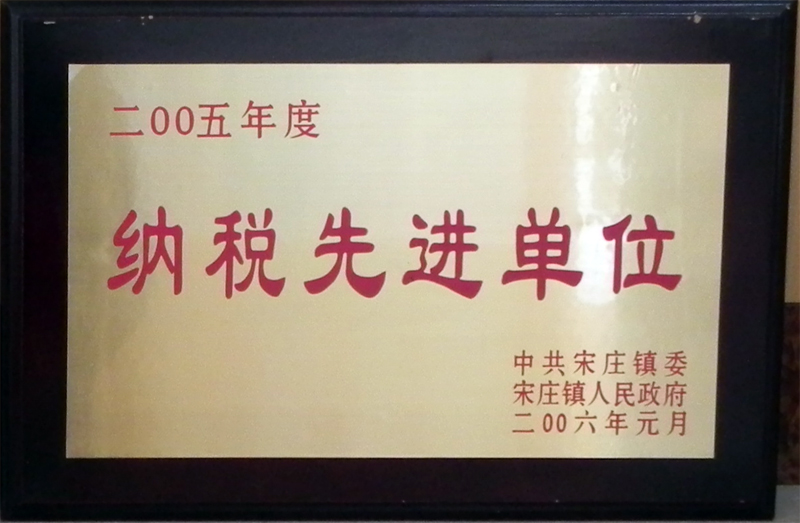 二00五年度
纳税先进单位
中共宋庄镇委
宋庄镇人民政府
二00六年元月